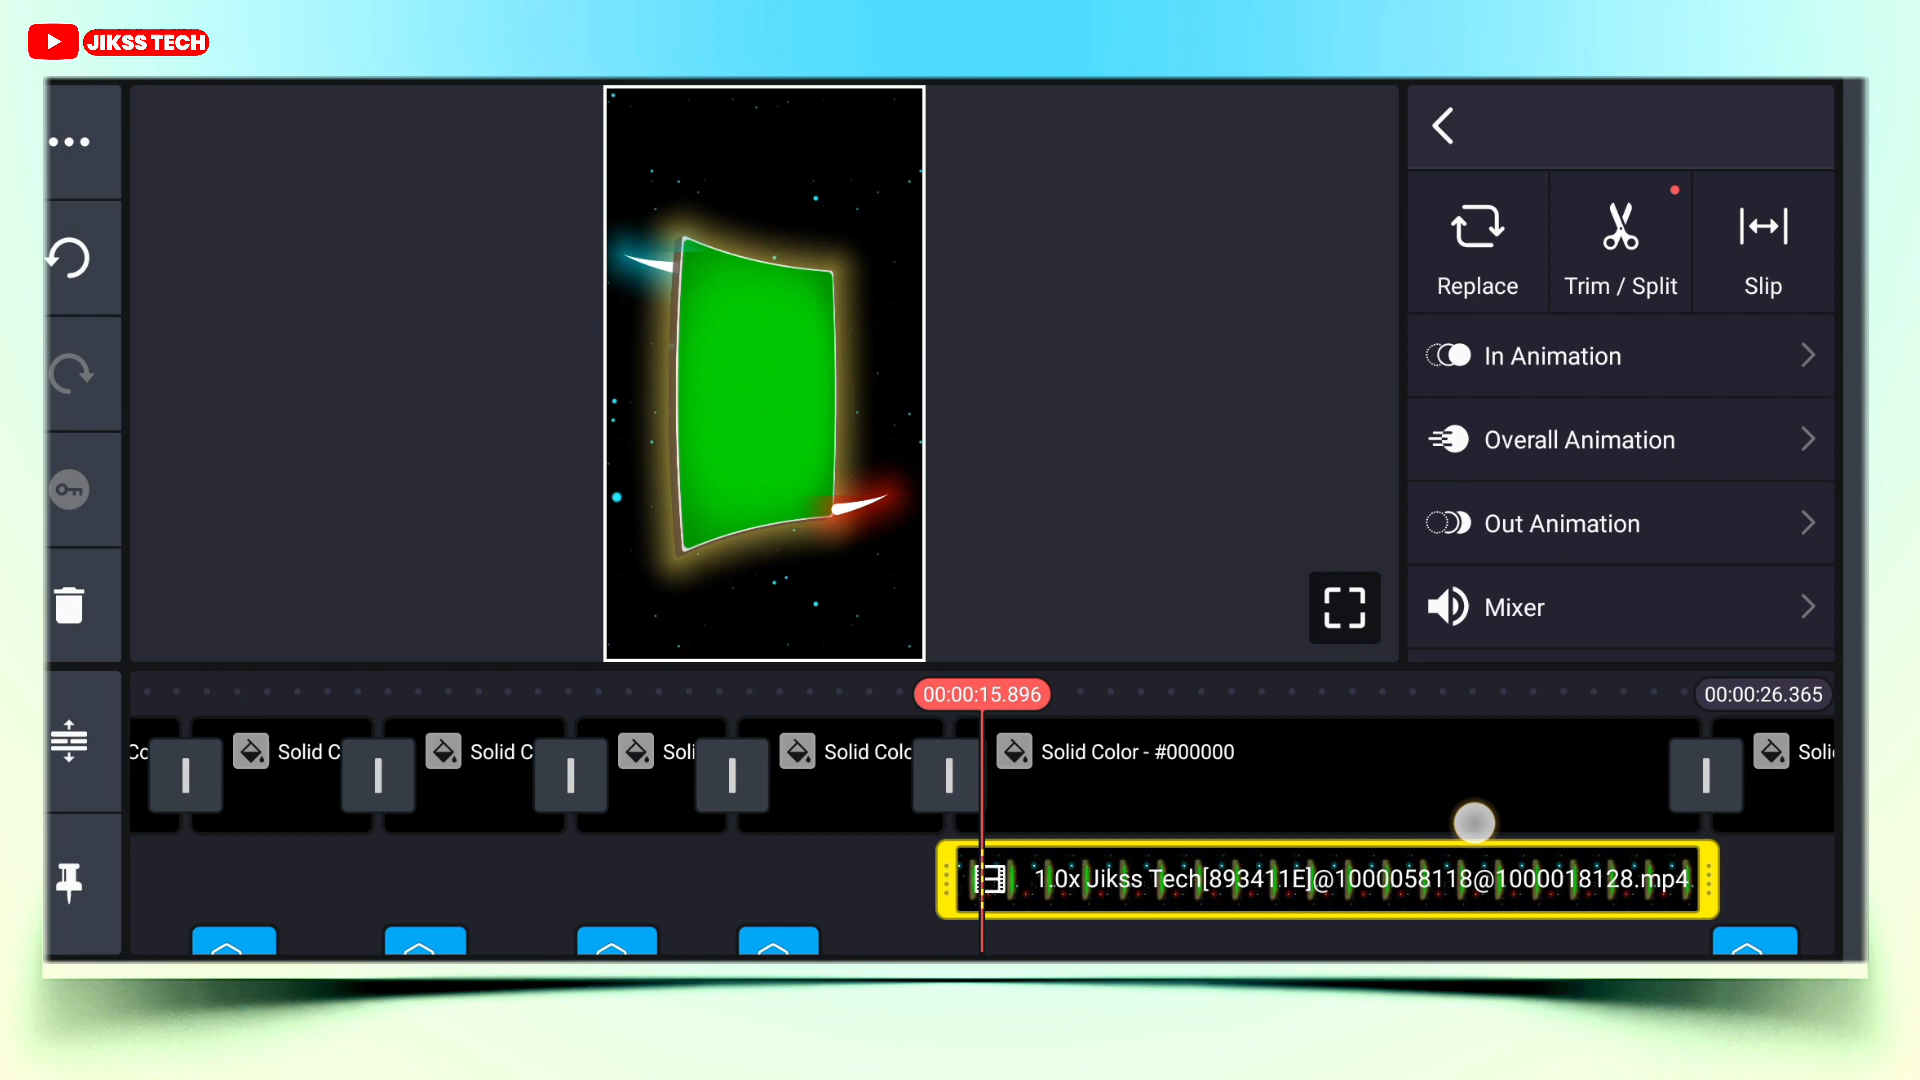 JIKSS TECH
Replace
Trim / Split
Slip
In Animation
Overall Animation
Out Animation
Mixer
00:00:15.896
00:00:26.365
Co
Solid C
Solid C
Soli
Solid Colo
Solid Color - #000000
Soli
1.0x Jikss Tech[893411E]@1000058118@1000018128.mp4